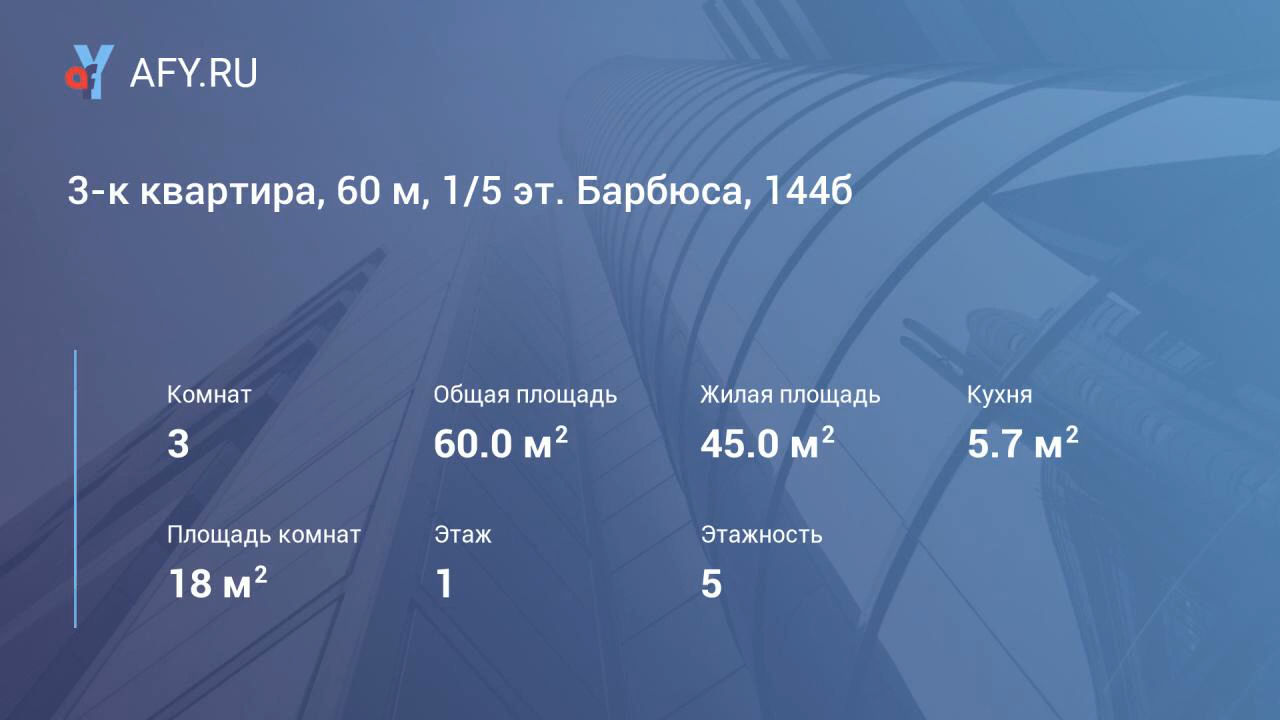 AFY.RU
3-к квартира, 60 м, 1/5 эт. Барбюса, 144б
Комнат
3
Общая площадь
60.0 м²
Жилая площадь
45.0 м²
Кухня
5.7 м²
Площадь комнат
18 м²
Этаж
1
Этажность
5